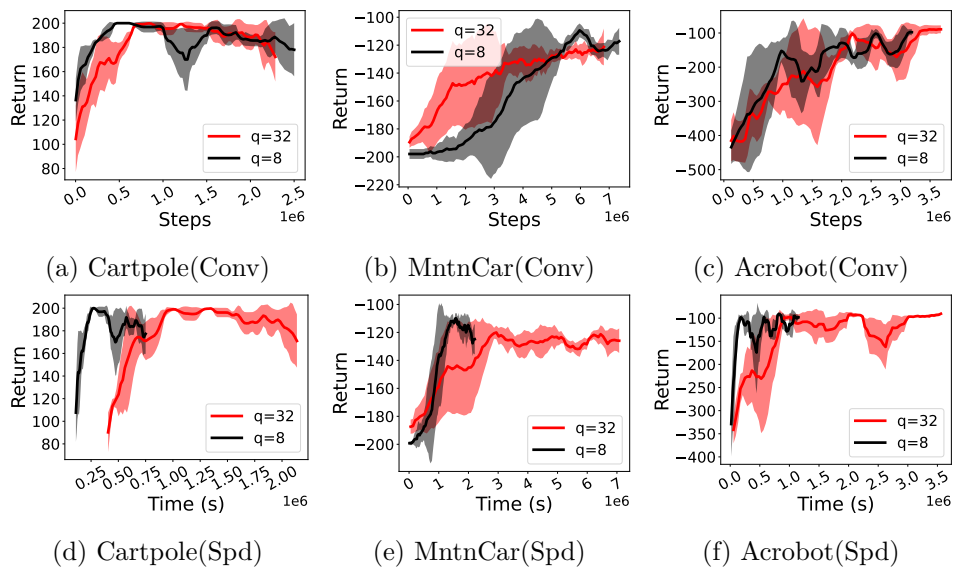 200
180
160
140
120
100
80
Return
q=32
q=8
0.0
0.5
1.0
1.5
2.0
2.5
Steps
1e6
(a) Cartpole(Conv)
−100
−120
−140
−160
−180
−200
−220
Return
q=32
q=8
0
1
2
3
4
5
6
7
Steps
1e6
(b) MntnCar(Conv)
−100
−200
−300
−400
−500
Return
q=32
q=8
0.0
0.5
1.0
1.5
2.0
2.5
3.0
3.5
Steps
1e6
(c) Acrobot(Conv)
200
180
160
140
120
100
80
Return
q=32
q=8
0.25
0.50
0.75
1.00
1.25
1.50
1.75
2.00
Time (s)
1e6
(d) Cartpole(Spd)
−100
−120
−140
−160
−180
−200
Return
q=32
q=8
0
1
2
3
4
5
6
7
Time (s)
1e6
(e) MntnCar(Spd)
−100
−150
−200
−250
−300
−350
−400
Return
q=32
q=8
0.0
0.5
1.0
1.5
2.0
2.5
3.0
3.5
Time (s)
1e6
(f) Acrobot(Spd)